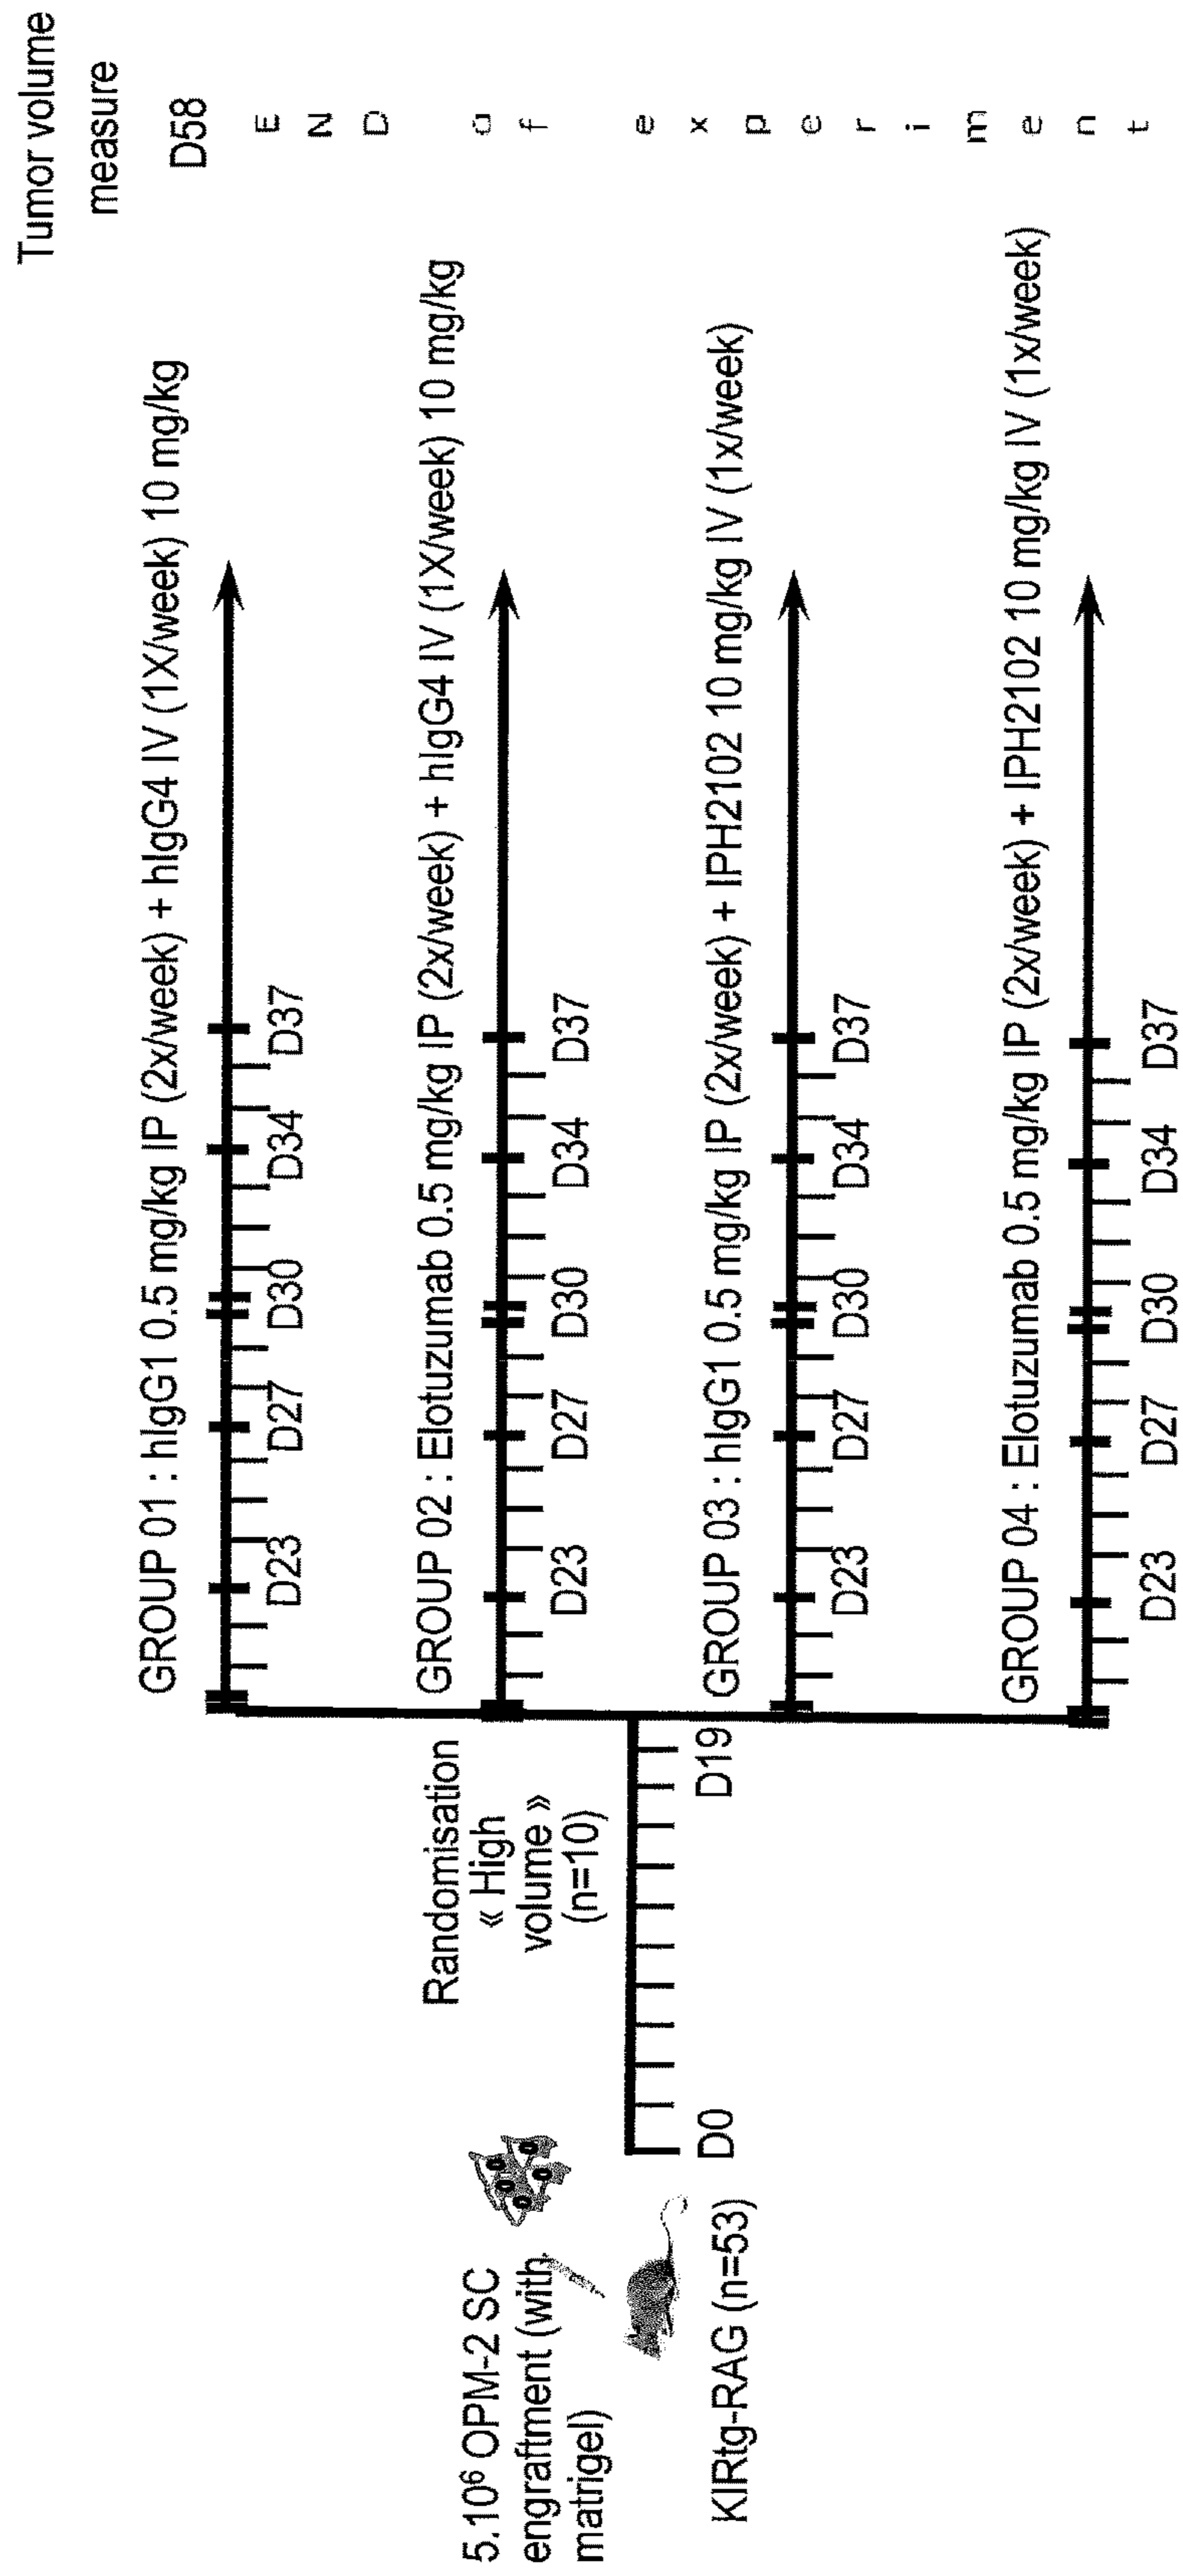 Tumor volume
measure
D58
END of experiment
GROUP 01 : hIgG1 0.5 mg/kg IP (2x/week) + hIgG4 IV (1X/week) 10 mg/kg
D23 D27 D30 D34 D37
GROUP 02 : Elotuzumab 0.5 mg/kg IP (2x/week) + hIgG4 IV (1X/week) 10 mg/kg
D23 D27 D30 D34 D37
GROUP 03 : hIgG1 0.5 mg/kg IP (2x/week) + IPH2102 10 mg/kg IV (1x/week)
D23 D27 D30 D34 D37
GROUP 04 : Elotuzumab 0.5 mg/kg IP (2x/week) + IPH2102 10 mg/kg IV (1x/week)
D23 D27 D30 D34 D37
Randomisation
« High
volume »
(n=10)
D0 D19
5.10⁶ OPM-2 SC
engraftment (with
matrigel)
KIRtg-RAG (n=53)